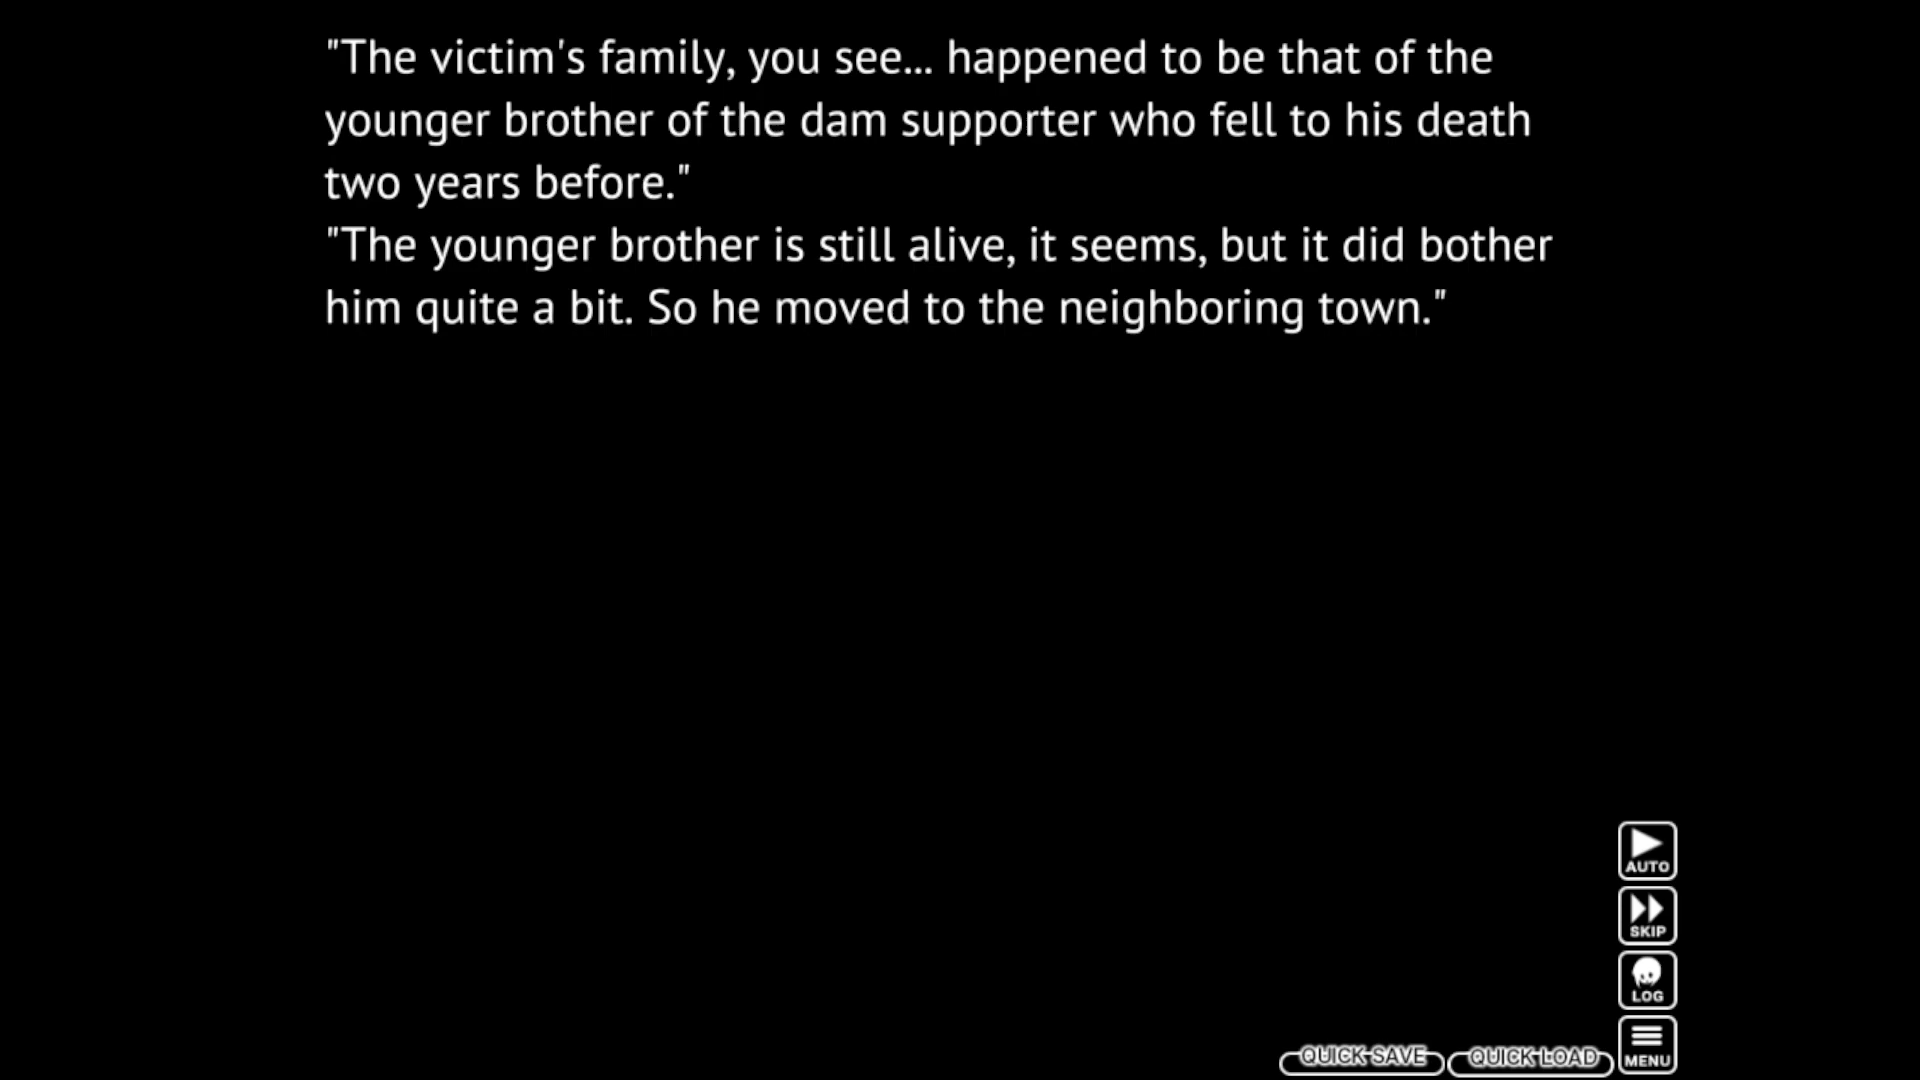 "The victim's family, you see... happened to be that of the
younger brother of the dam supporter who fell to his death
two years before."
"The younger brother is still alive, it seems, but it did bother
him quite a bit. So he moved to the neighboring town."
AUTO
SKIP
LOG
QUICK SAVE QUICK LOAD MENU